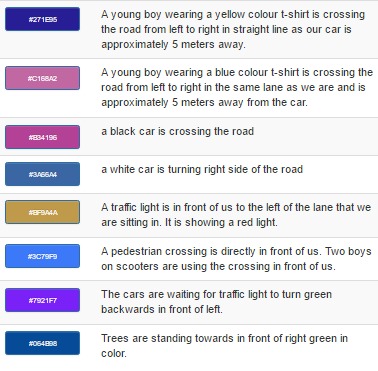 #271E95
A young boy wearing a yellow colour t-shirt is crossing
the road from left to right in straight line as our car is
approximately 5 meters away.
#C168A2
A young boy wearing a blue colour t-shirt is crossing the
road from left to right in the same lane as we are and is
approximately 5 meters away from the car.
#B34196
a black car is crossing the road
#3A66A4
a white car is turning right side of the road
#BF9A4A
A traffic light is in front of us to the left of the lane that we
are sitting in. It is showing a red light.
#3C79F9
A pedestrian crossing is directly in front of us. Two boys
on scooters are using the crossing in front of us.
#7921F7
The cars are waiting for traffic light to turn green
backwards in front of left.
#064B98
Trees are standing towards in front of right green in
color.